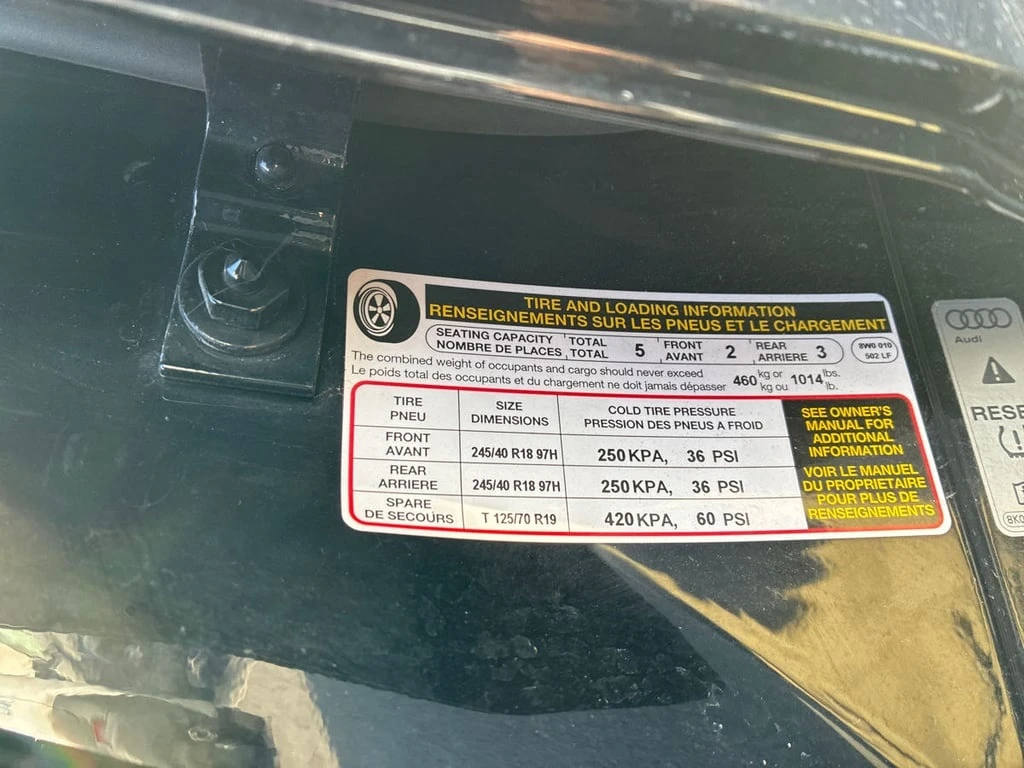 TIRE AND LOADING INFORMATION
RENSEIGNEMENTS SUR LES PNEUS ET LE CHARGEMENT
SEATING CAPACITY TOTAL 5 FRONT 2 REAR 3
NOMBRE DE PLACES TOTAL AVANT ARRIERE
8W0 010
502 LF
The combined weight of occupants and cargo should never exceed 460 kg or 1014 lbs.
Le poids total des occupants et du chargement ne doit jamais dépasser kg ou lb.
TIRE SIZE COLD TIRE PRESSURE
PNEU DIMENSIONS PRESSION DES PNEUS A FROID
FRONT
AVANT 245/40 R18 97H 250 KPA, 36 PSI
REAR
ARRIERE 245/40 R18 97H 250 KPA, 36 PSI
SPARE
DE SECOURS T 125/70 R19 420 KPA, 60 PSI
SEE OWNER'S
MANUAL FOR
ADDITIONAL
INFORMATION
VOIR LE MANUEL
DU PROPRIETAIRE
POUR PLUS DE
RENSEIGNEMENTS
Audi
RESE